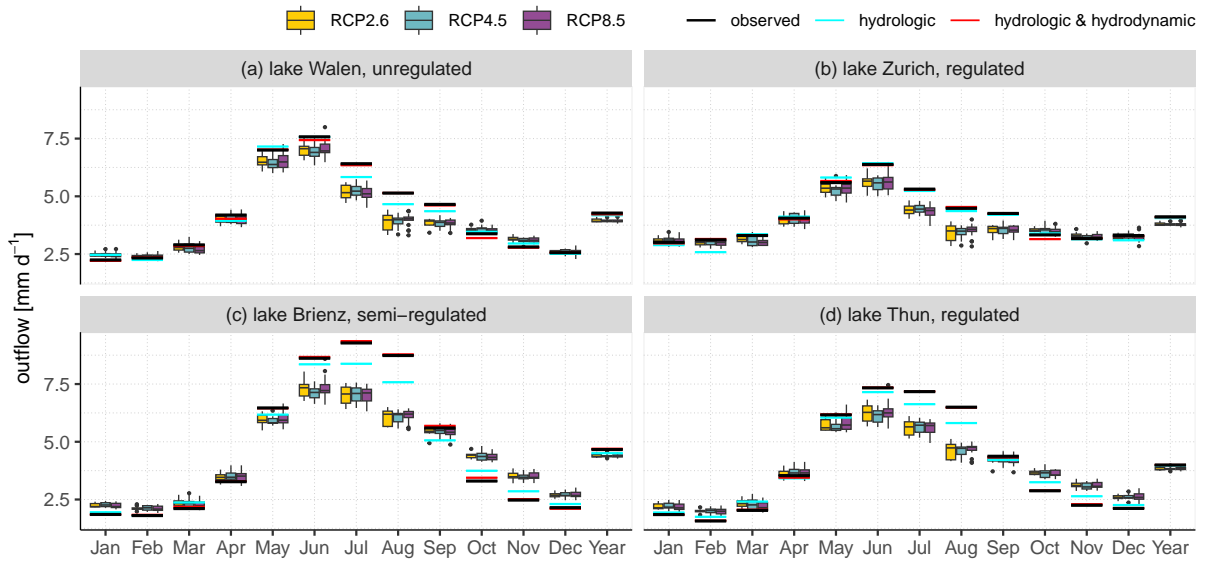 RCP2.6 RCP4.5 RCP8.5 observed hydrologic hydrologic & hydrodynamic
(a) lake Walen, unregulated (b) lake Zurich, regulated
7.5
5.0
2.5
(c) lake Brienz, semi−regulated (d) lake Thun, regulated
7.5
5.0
2.5
outflow [mm d−1]
Jan Feb Mar Apr May Jun Jul Aug Sep Oct Nov Dec Year Jan Feb Mar Apr May Jun Jul Aug Sep Oct Nov Dec Year